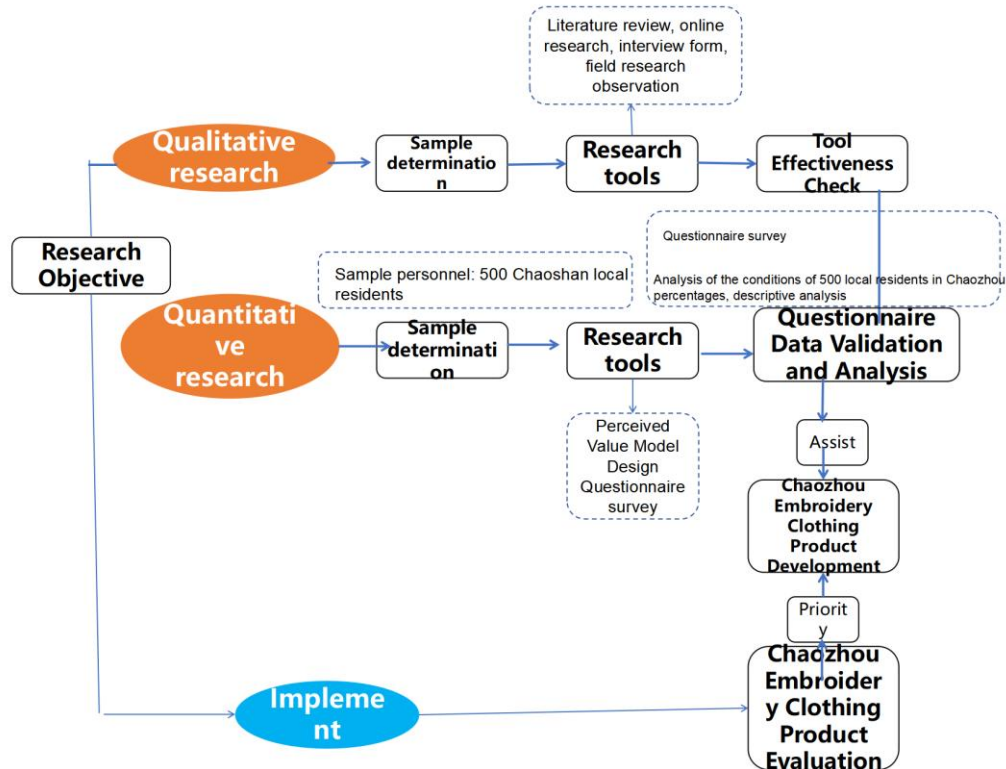 Literature review, online
research, interview form,
field research
observation
Qualitative
research
Sample
determinatio
n
Research
tools
Tool
Effectiveness
Check
Research
Objective
Questionnaire survey
Analysis of the conditions of 500 local residents in Chaozhou
percentages, descriptive analysis
Sample personnel: 500 Chaoshan local
residents
Quantitati
ve
research
Sample
determinati
on
Research
tools
Questionnaire
Data Validation
and Analysis
Perceived
Value Model
Design
Questionnaire
survey
Assist
Chaozhou
Embroidery
Clothing
Product
Development
Priorit
y
Impleme
nt
Chaozhou
Embroider
y Clothing
Product
Evaluation